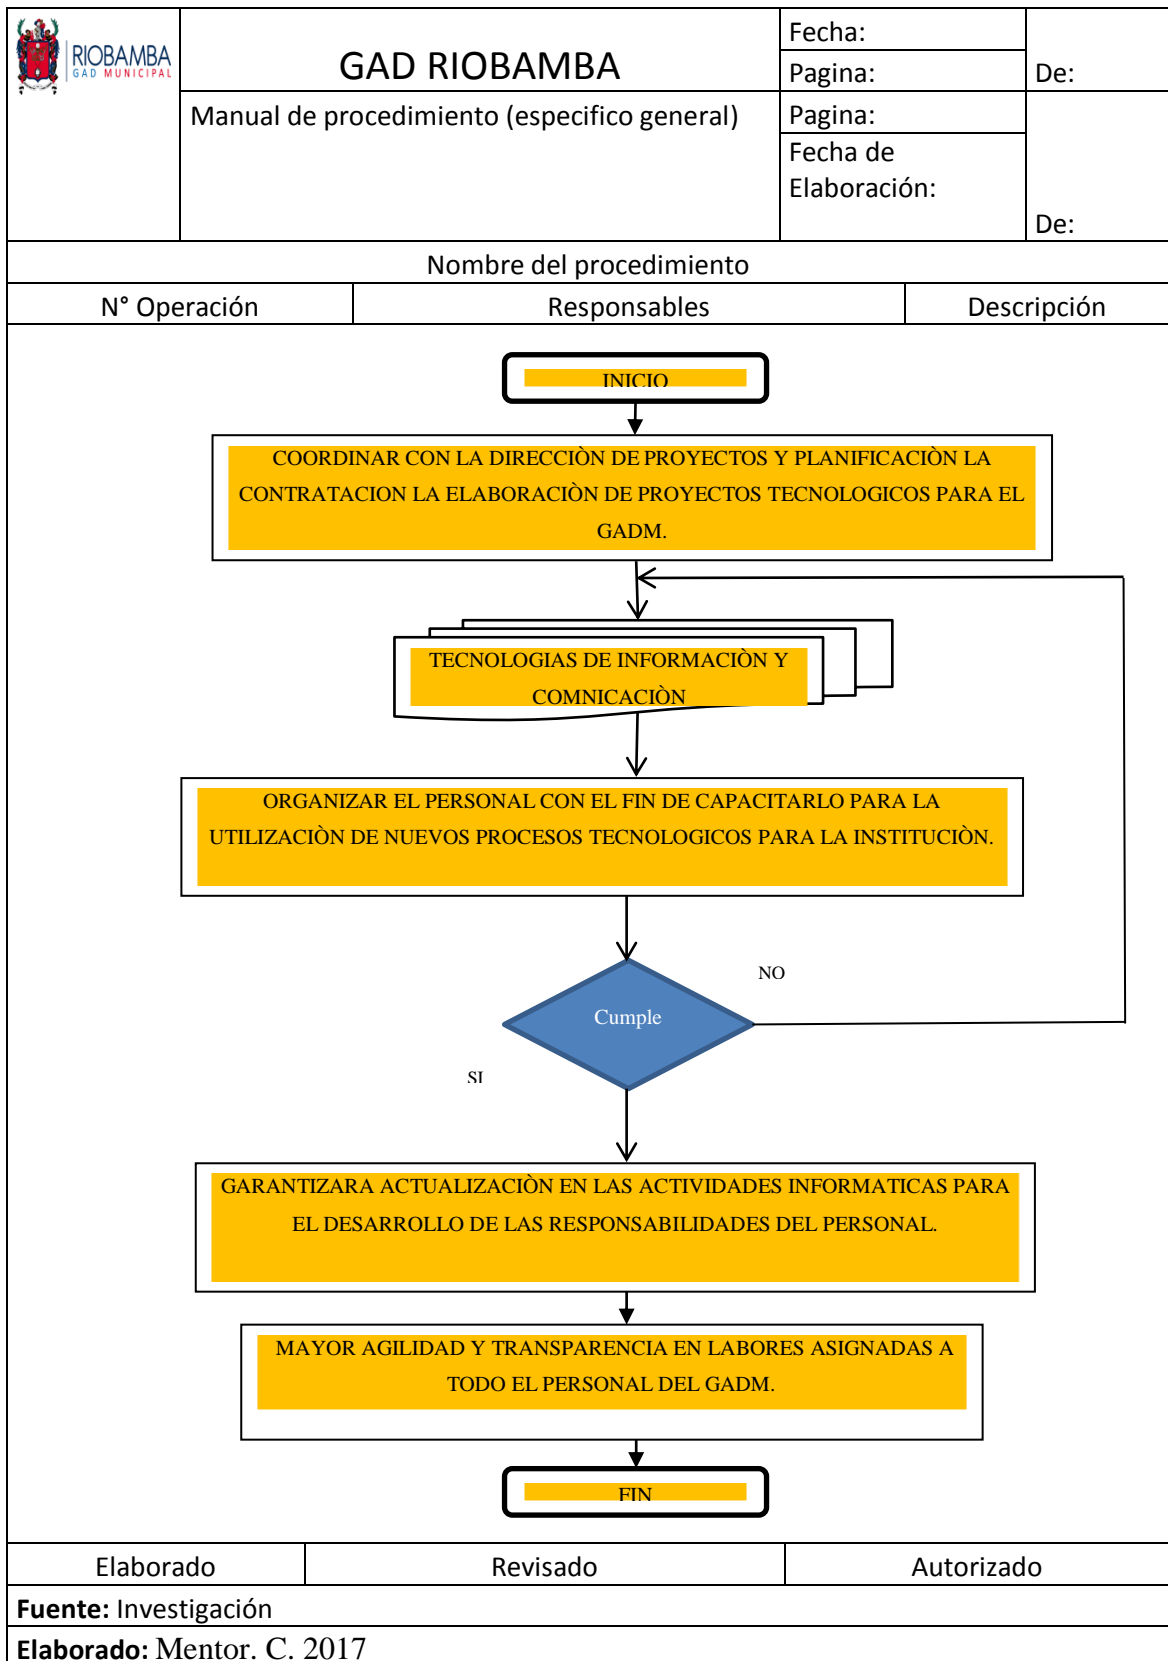 RIOBAMBA
GAD MUNICIPAL
GAD RIOBAMBA
Fecha:
Pagina:
De:
Manual de procedimiento (especifico general)
Pagina:
Fecha de
Elaboración:
De:
Nombre del procedimiento
N° Operación
Responsables
Descripción
INICIO
COORDINAR CON LA DIRECCIÒN DE PROYECTOS Y PLANIFICACIÒN LA
CONTRATACION LA ELABORACIÒN DE PROYECTOS TECNOLOGICOS PARA EL
GADM.
TECNOLOGIAS DE INFORMACIÒN Y
COMNICACIÒN
ORGANIZAR EL PERSONAL CON EL FIN DE CAPACITARLO PARA LA
UTILIZACIÒN DE NUEVOS PROCESOS TECNOLOGICOS PARA LA INSTITUCIÒN.
NO
Cumple
SI
GARANTIZARA ACTUALIZACIÒN EN LAS ACTIVIDADES INFORMATICAS PARA
EL DESARROLLO DE LAS RESPONSABILIDADES DEL PERSONAL.
MAYOR AGILIDAD Y TRANSPARENCIA EN LABORES ASIGNADAS A
TODO EL PERSONAL DEL GADM.
FIN
Elaborado
Revisado
Autorizado
Fuente: Investigación
Elaborado: Mentor. C. 2017